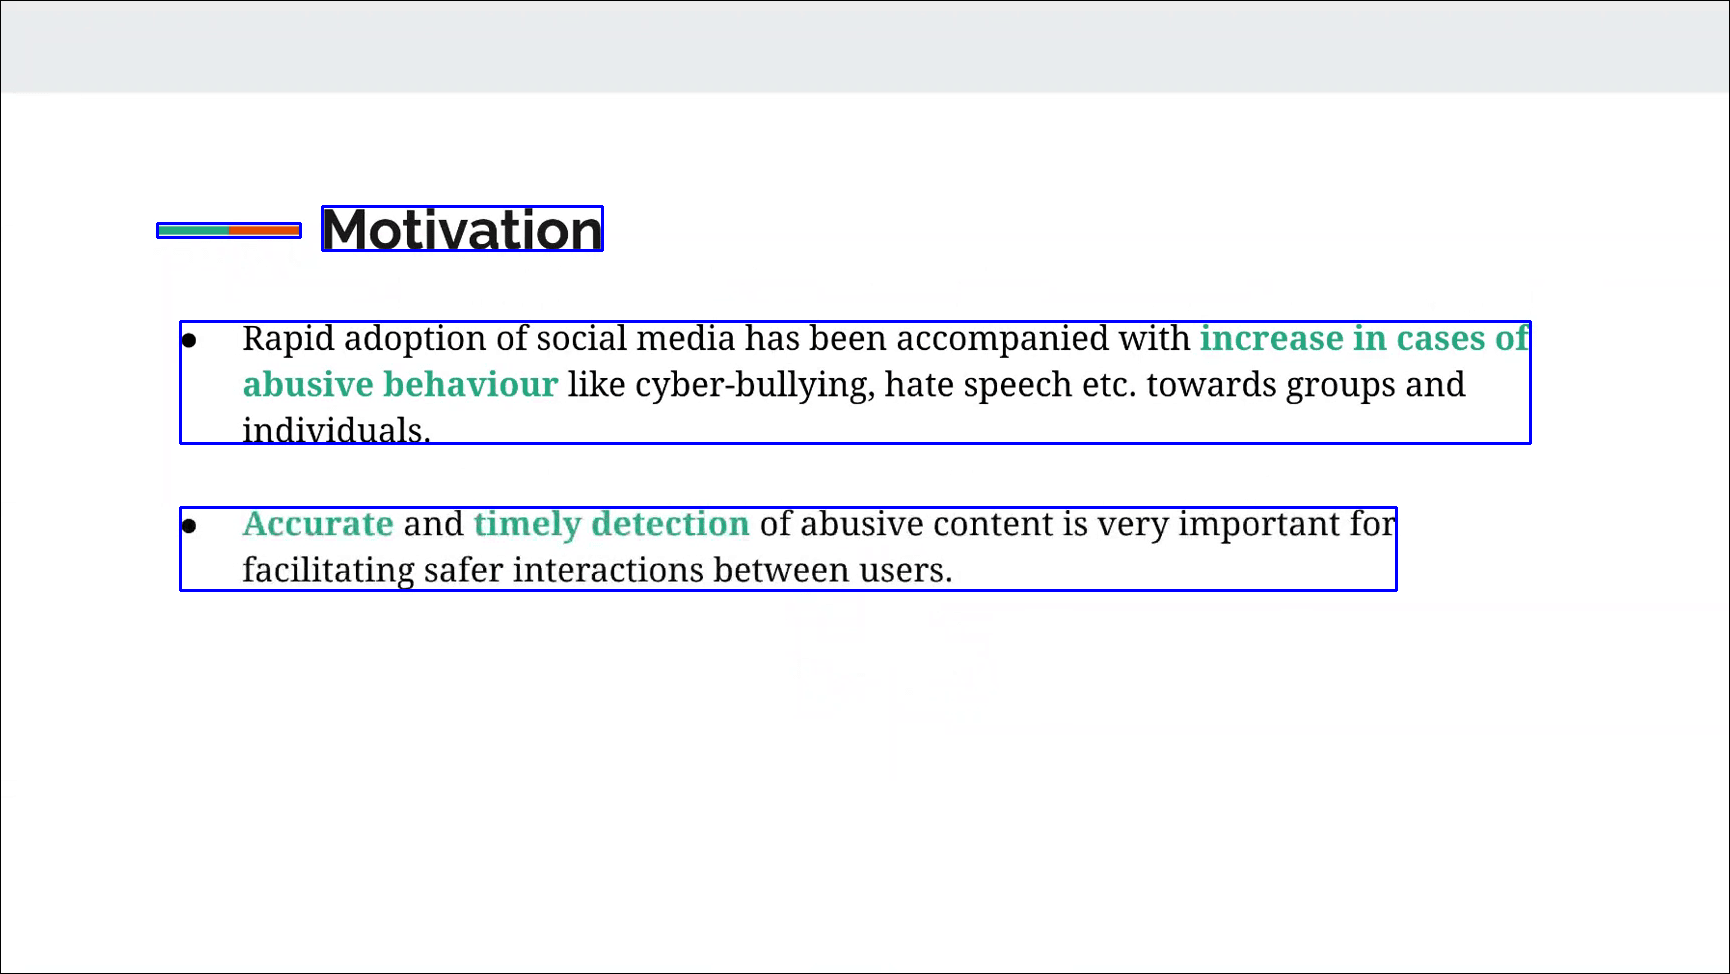 Motivation
● Rapid adoption of social media has been accompanied with increase in cases of
abusive behaviour like cyber-bullying, hate speech etc. towards groups and
individuals.
● Accurate and timely detection of abusive content is very important for
facilitating safer interactions between users.